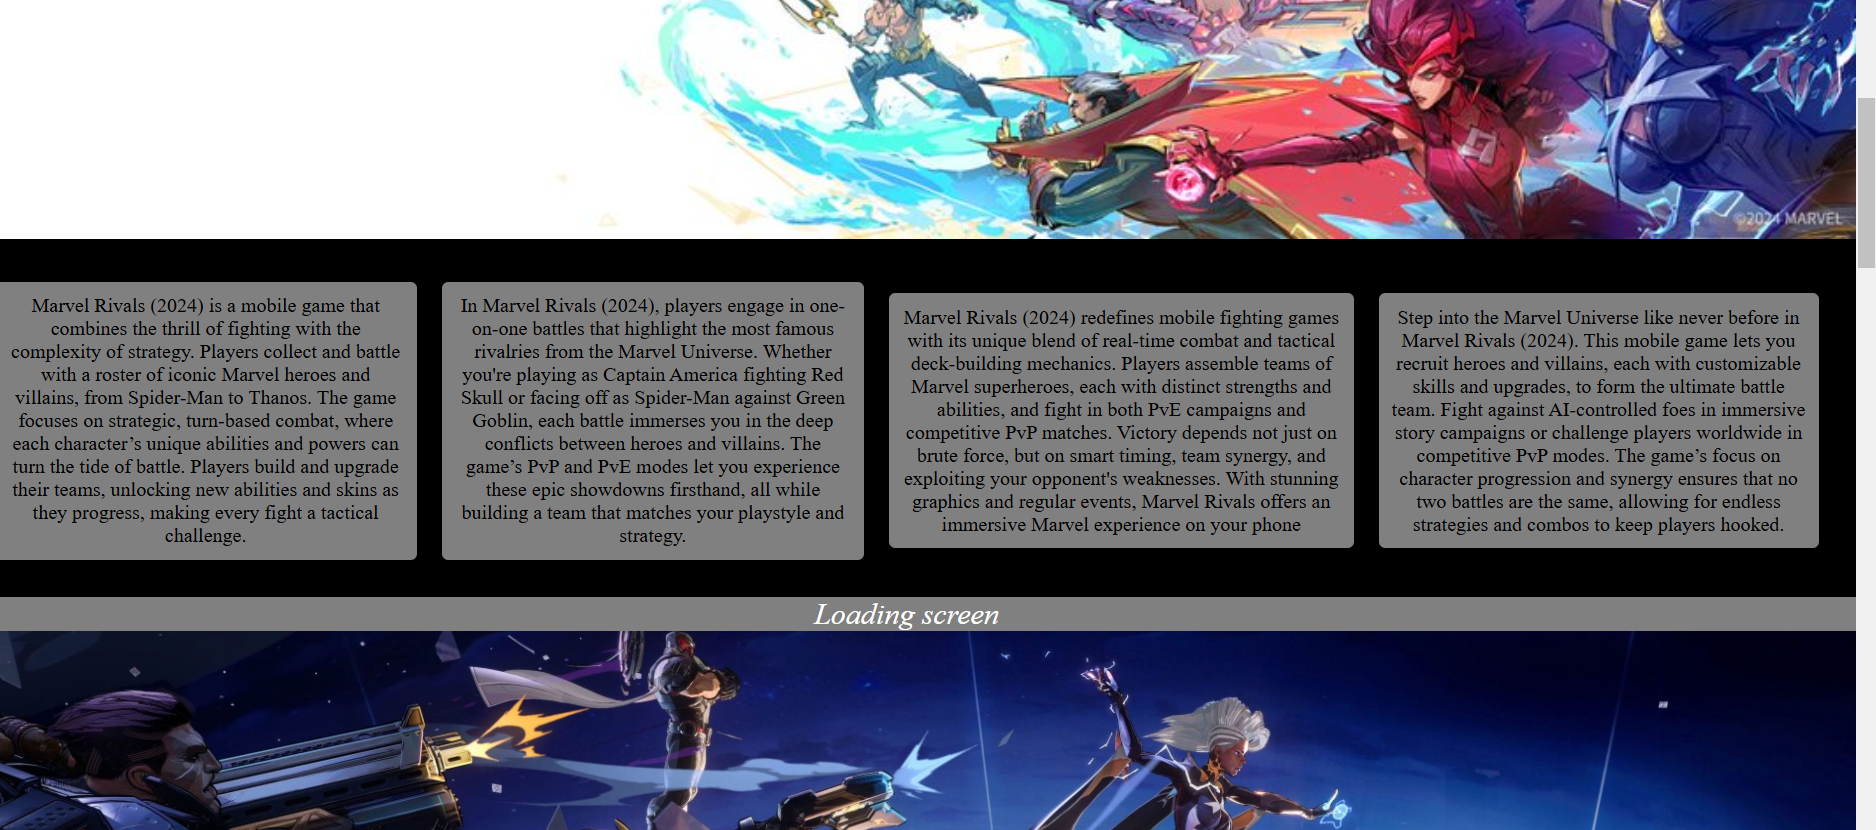 ©2024 MARVEL
Marvel Rivals (2024) is a mobile game that
combines the thrill of fighting with the
complexity of strategy. Players collect and battle
with a roster of iconic Marvel heroes and
villains, from Spider-Man to Thanos. The game
focuses on strategic, turn-based combat, where
each character’s unique abilities and powers can
turn the tide of battle. Players build and upgrade
their teams, unlocking new abilities and skins as
they progress, making every fight a tactical
challenge.
In Marvel Rivals (2024), players engage in one-
on-one battles that highlight the most famous
rivalries from the Marvel Universe. Whether
you're playing as Captain America fighting Red
Skull or facing off as Spider-Man against Green
Goblin, each battle immerses you in the deep
conflicts between heroes and villains. The
game’s PvP and PvE modes let you experience
these epic showdowns firsthand, all while
building a team that matches your playstyle and
strategy.
Marvel Rivals (2024) redefines mobile fighting games
with its unique blend of real-time combat and tactical
deck-building mechanics. Players assemble teams of
Marvel superheroes, each with distinct strengths and
abilities, and fight in both PvE campaigns and
competitive PvP matches. Victory depends not just on
brute force, but on smart timing, team synergy, and
exploiting your opponent's weaknesses. With stunning
graphics and regular events, Marvel Rivals offers an
immersive Marvel experience on your phone
Step into the Marvel Universe like never before in
Marvel Rivals (2024). This mobile game lets you
recruit heroes and villains, each with customizable
skills and upgrades, to form the ultimate battle
team. Fight against AI-controlled foes in immersive
story campaigns or challenge players worldwide in
competitive PvP modes. The game’s focus on
character progression and synergy ensures that no
two battles are the same, allowing for endless
strategies and combos to keep players hooked.
Loading screen